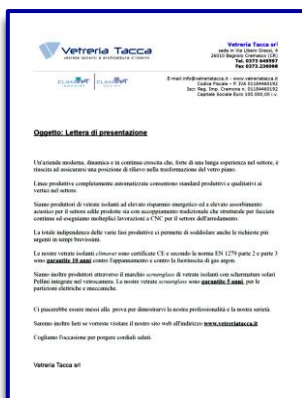 Vetreria Tacca
vetrate isolanti e architettura d'interni
Vetreria Tacca srl
sede in Via Libero Grassi, 4
26010 Bagnolo Cremasco (CR)
Tel. 0373 649597
Fax 0373 236098
E-mail info@vetreriatacca.it - www.vetreriatacca.it
Codice Fiscale – P. IVA 01104460192
Iscr. Reg. Imp. Cremona n. 01104460192
Capitale Sociale Euro 100.000,00 i.v.
Oggetto: Lettera di presentazione
Un'azienda moderna, dinamica e in continua crescita che, forte di una lunga esperienza nel settore, è
riuscita ad assicurarsi una posizione di rilievo nella trasformazione del vetro piano.
Linee produttive completamente automatizzate consentono standard produttivi e qualitativi ai
vertici nel settore.
Siamo produttori di vetrate isolanti ad elevato risparmio energetico ed a elevato assorbimento
acustico per il settore edile prodotte sia con accoppiamento tradizionale che strutturale per facciate
continue ed eseguiamo molteplici lavorazioni a CNC per il settore dell'arredamento.
La totale indipendenza delle varie fasi produttive ci permette di soddisfare anche le richieste più
urgenti in tempi brevissimi.
Le nostre vetrate isolanti climavet sono certificate CE e secondo le norma EN 1279 parte 2 e parte 3
sono garantite 10 anni contro l'appannamento e contro la fuoriuscita di gas argon.
Siamo inoltre produttori attraverso il marchio screenglass di vetrate isolanti con schermature solari
Pellini integrate nel vetrocamera. Le nostre vetrate screenglass sono garantite 5 anni per le
partizioni elettriche e meccaniche.
Ci piacerebbe essere messi alla prova per dimostrarvi la nostra professionalità e la nostra serietà.
Saremo inoltre lieti se vorreste visitare il nostro sito web all'indirizzo www.vetreriatacca.it
Cogliamo l'occasione per porgere cordiali saluti.
Vetreria Tacca srl